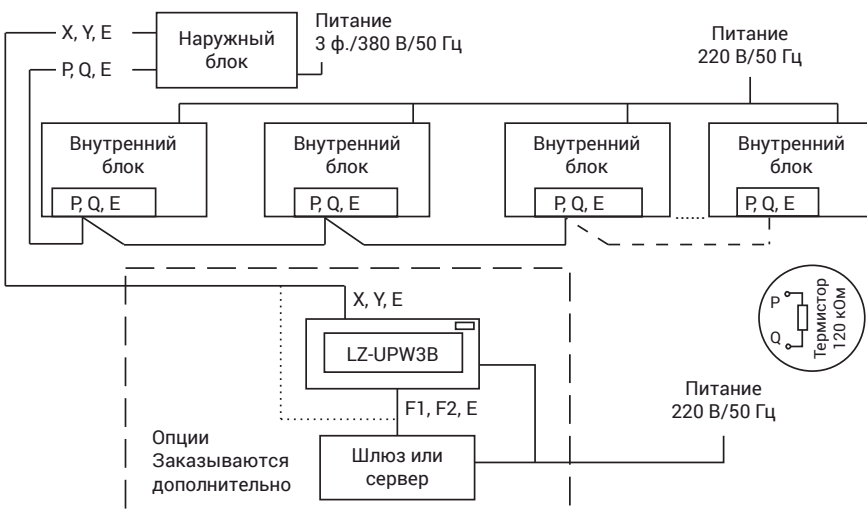 X, Y, E
P, Q, E
Наружный
блок
Питание
3 ф./380 В/50 Гц
Питание
220 В/50 Гц
Внутренний
блок
P, Q, E
Внутренний
блок
P, Q, E
Внутренний
блок
P, Q, E
Внутренний
блок
P, Q, E
X, Y, E
LZ-UPW3B
F1, F2, E
Шлюз или
сервер
Опции
Заказываются
дополнительно
P
Q
Термистор
120 кОм
Питание
220 В/50 Гц